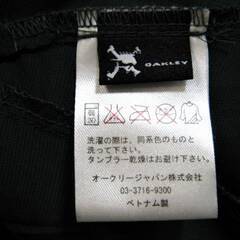 OAKLEY
洗濯の際は、同系色のものと
洗って下さい。
タンブラー乾燥はお避け下さい。
オークリージャパン株式会社
03-3716-9300
ベトナム製